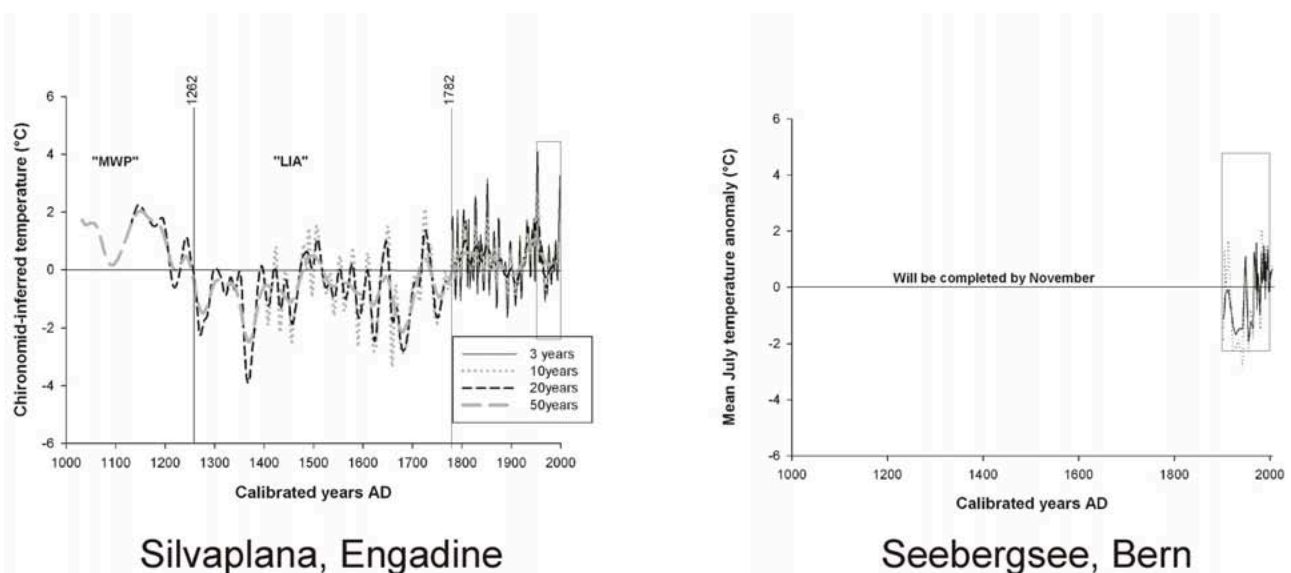 1262
1782
6
4
2
0
-2
-4
-6
Chironomid-inferred temperature (°C)
"MWP"
"LIA"
3 years
10years
20years
50years
1000 1100 1200 1300 1400 1500 1600 1700 1800 1900 2000
Calibrated years AD
Silvaplana, Engadine
6
4
2
0
-2
-4
-6
Mean July temperature anomaly (°C)
Will be completed by November
1000 1200 1400 1600 1800 2000
Calibrated years AD
Seebergsee, Bern